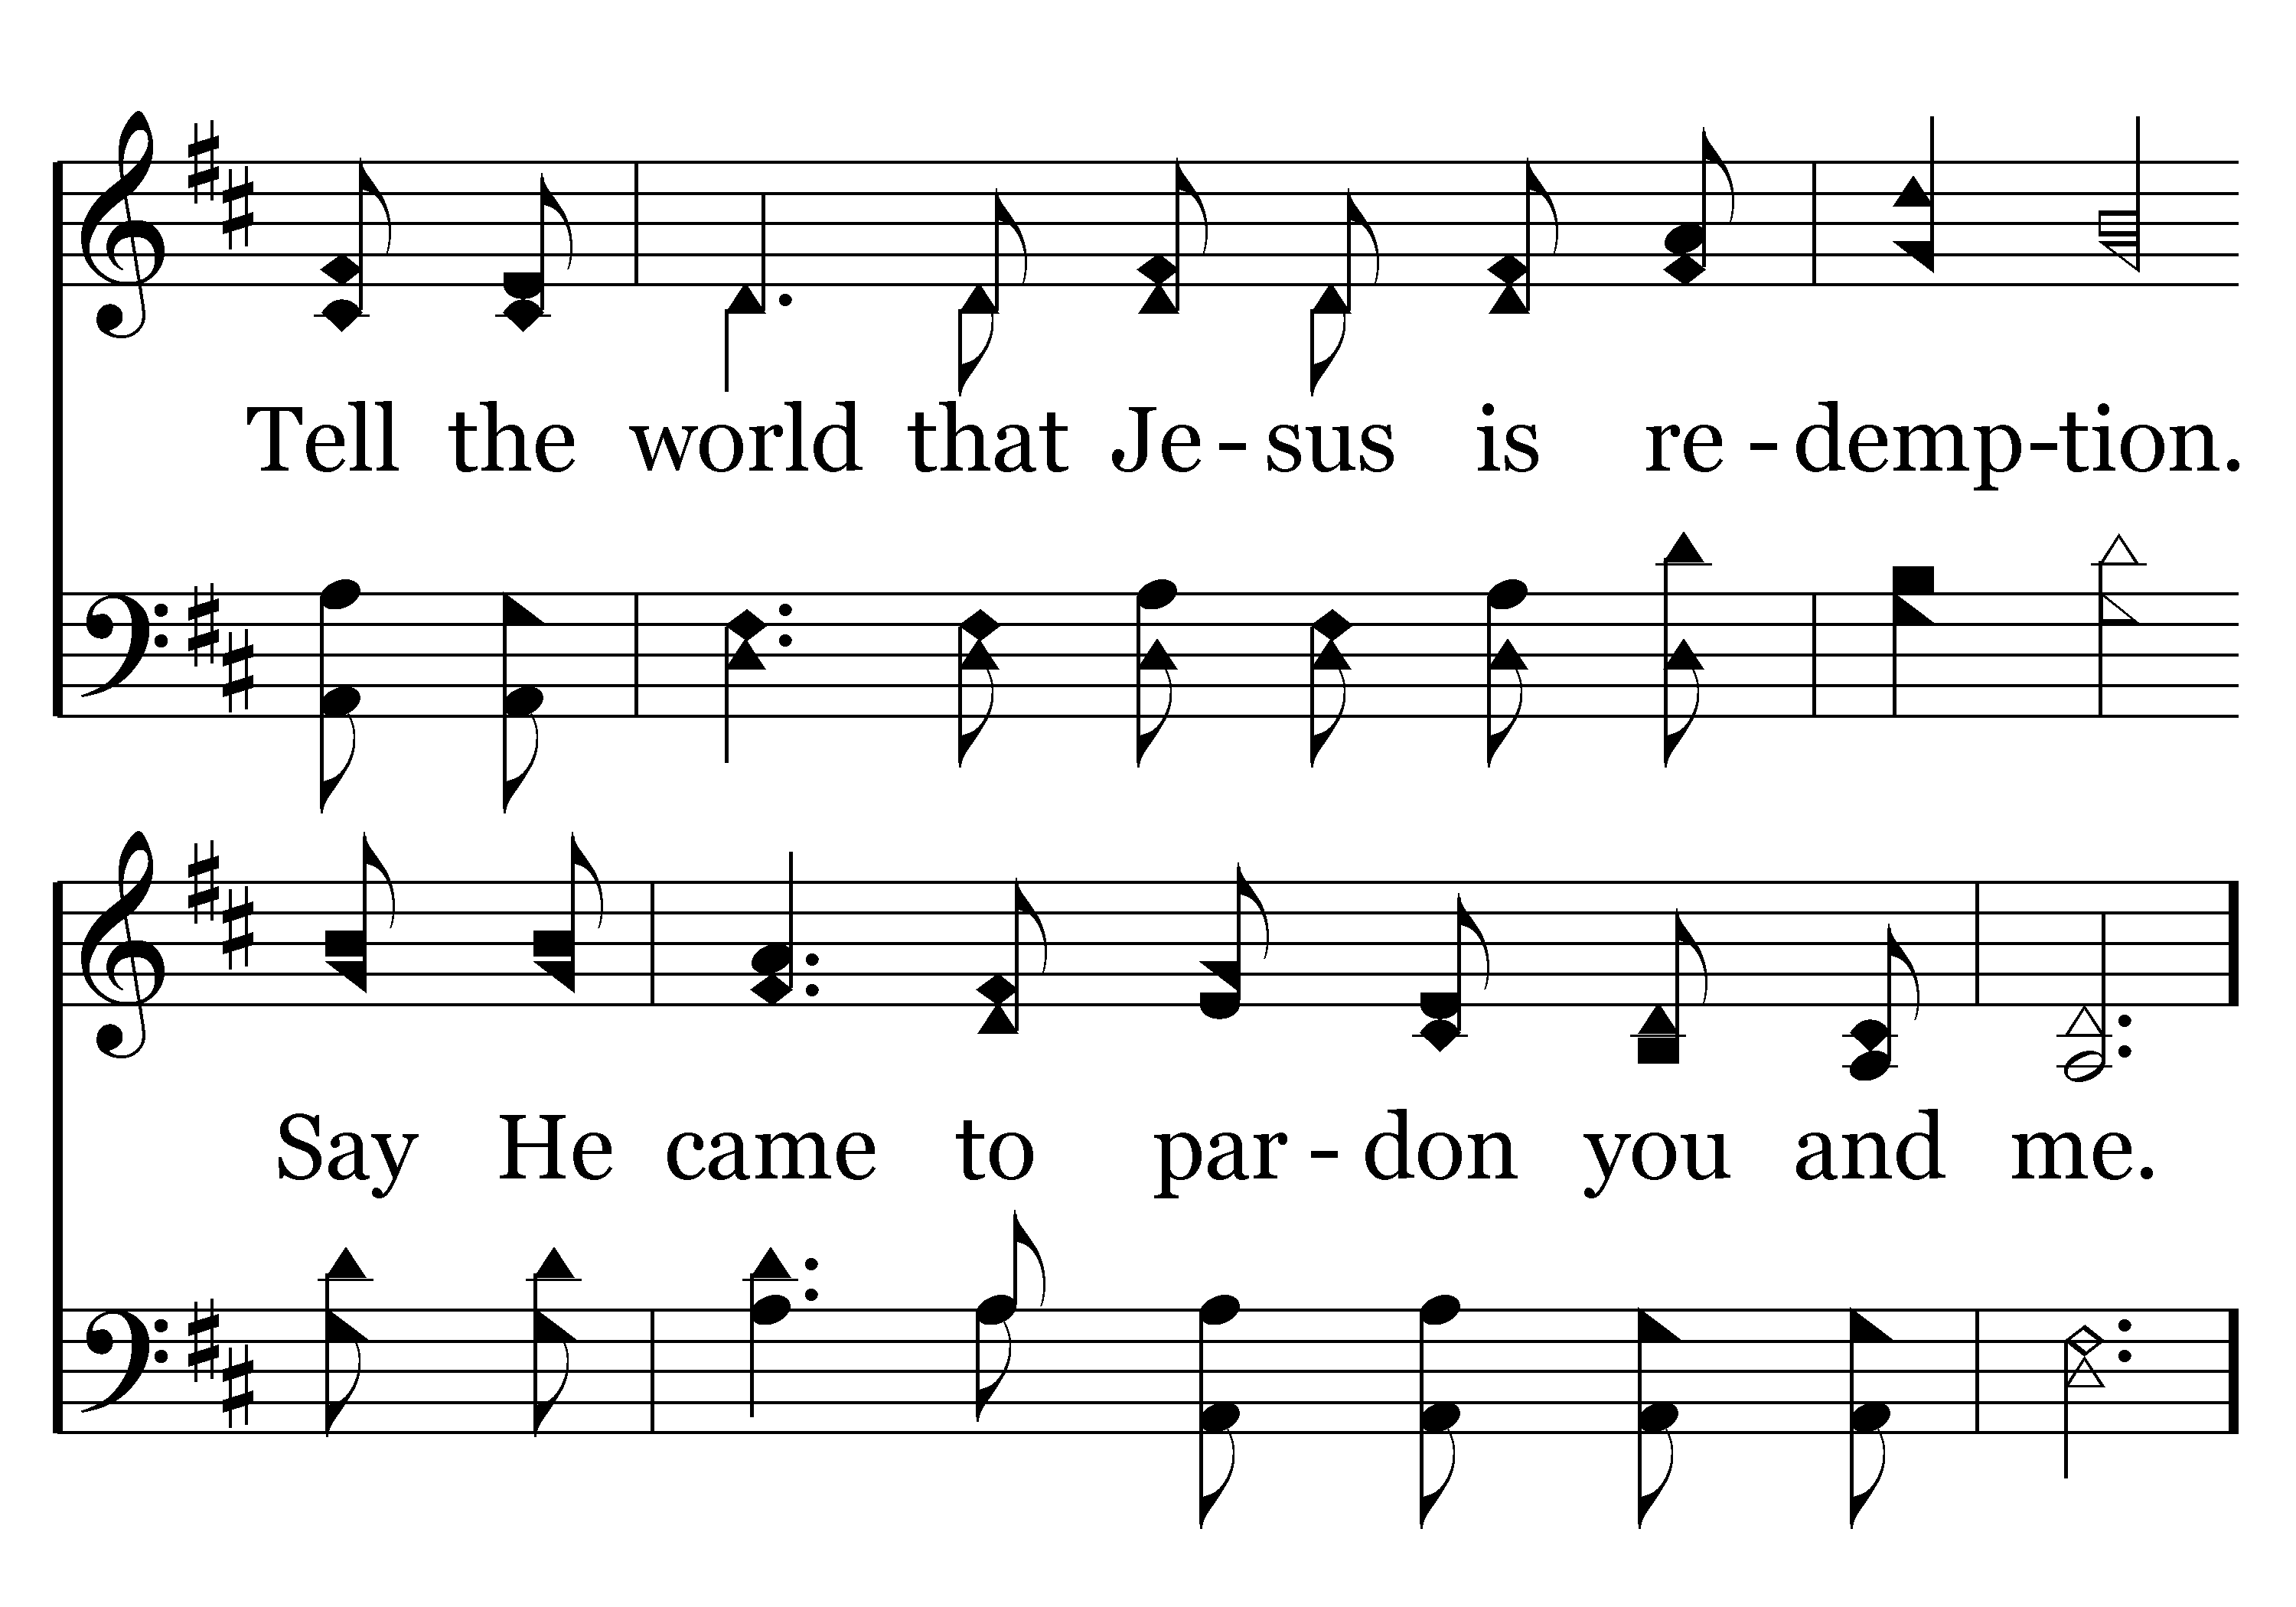 Tell the world that Je - sus is re - demp-tion.
Say He came to par - don you and me.